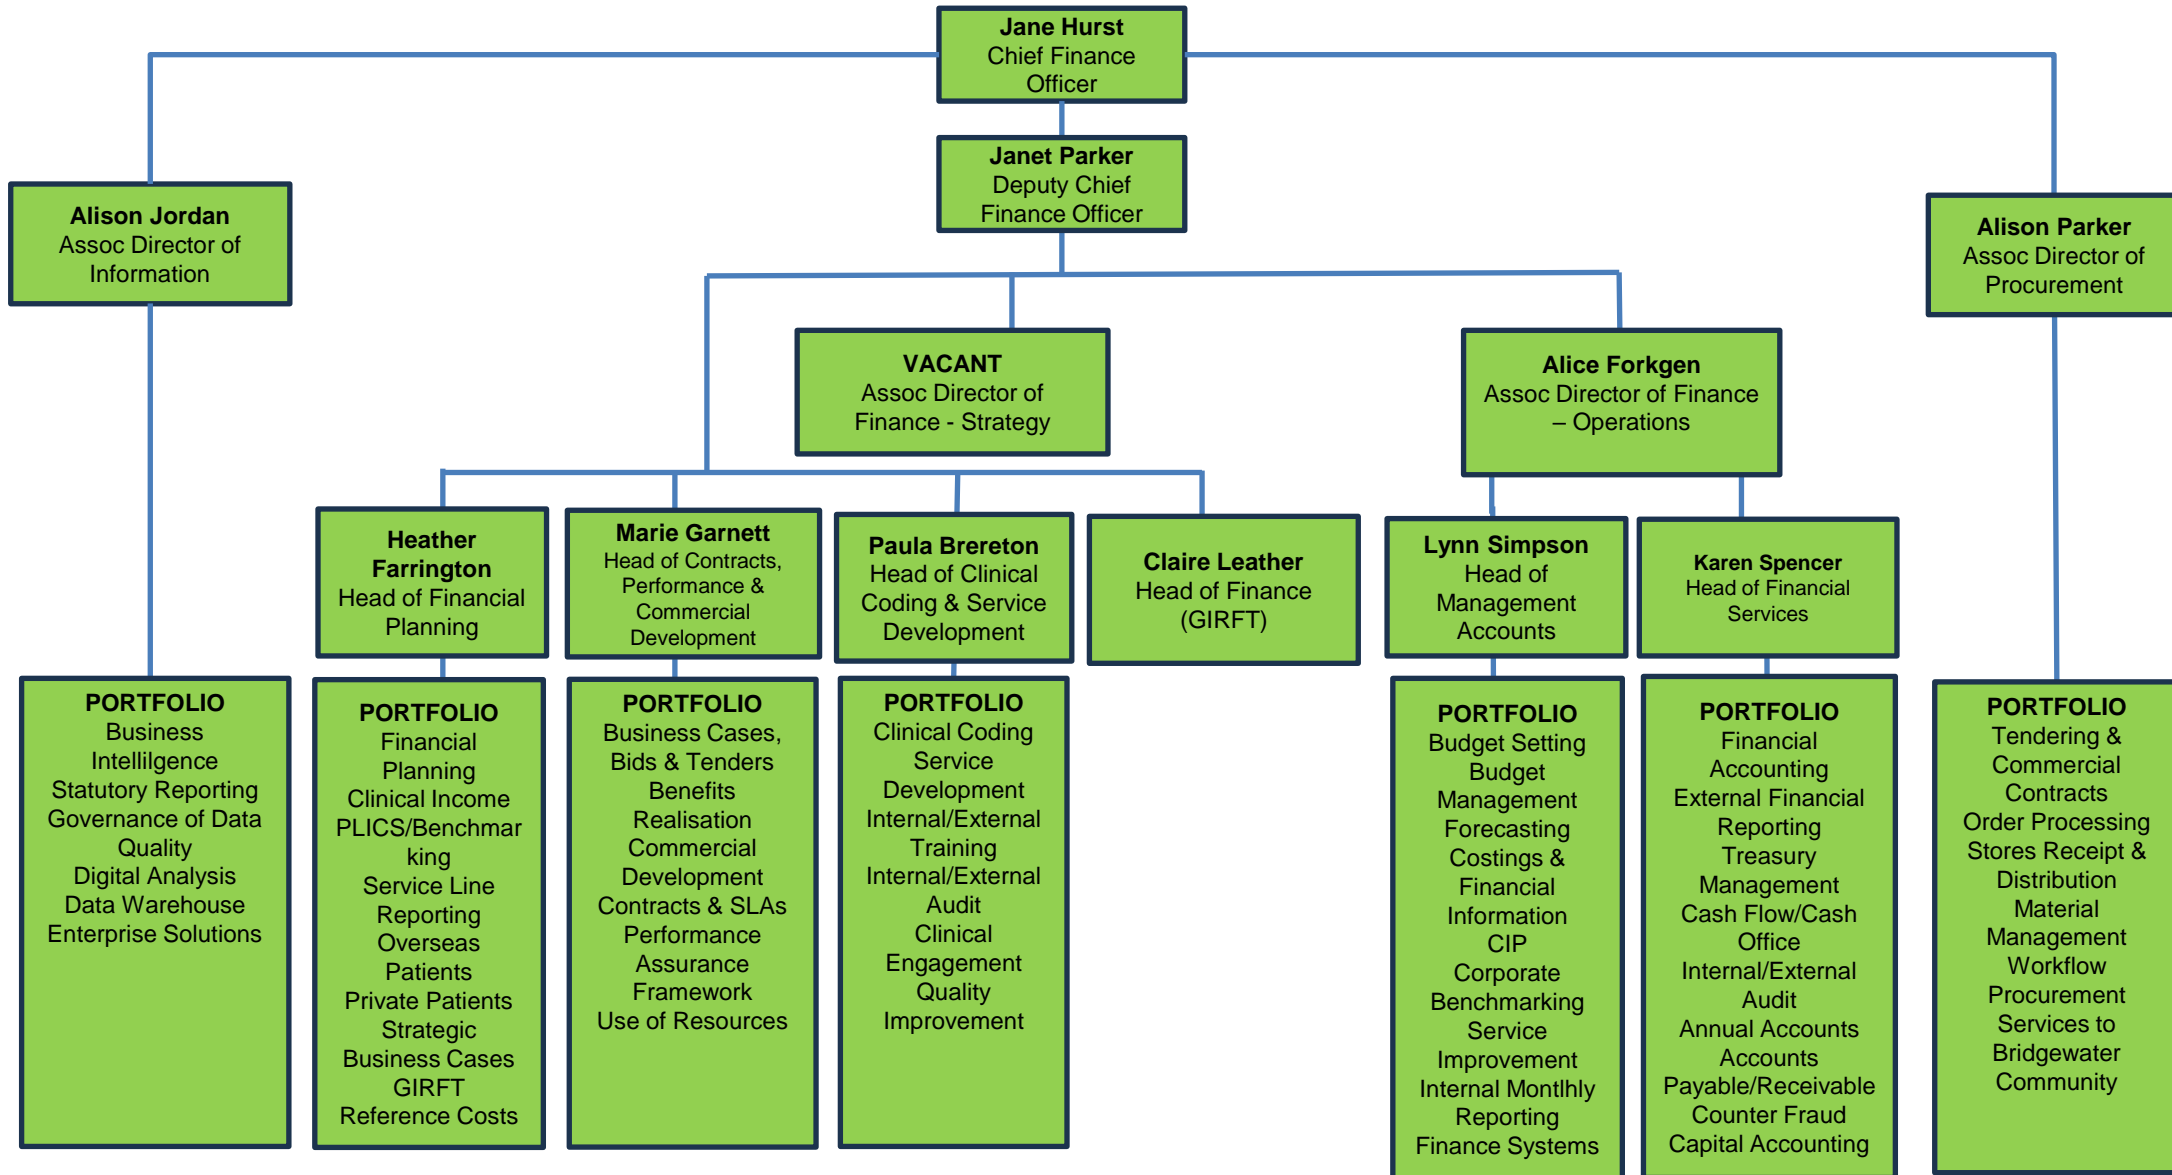 Jane Hurst
Chief Finance
Officer
Janet Parker
Deputy Chief
Finance Officer
Alison Jordan
Assoc Director of
Information
Alison Parker
Assoc Director of
Procurement
VACANT
Assoc Director of
Finance - Strategy
Alice Forkgen
Assoc Director of Finance
– Operations
Heather
Farrington
Head of Financial
Planning
Marie Garnett
Head of Contracts,
Performance &
Commercial
Development
Paula Brereton
Head of Clinical
Coding & Service
Development
Claire Leather
Head of Finance
(GIRFT)
Lynn Simpson
Head of
Management
Accounts
Karen Spencer
Head of Financial
Services
PORTFOLIO
Business
Intellilgence
Statutory Reporting
Governance of Data
Quality
Digital Analysis
Data Warehouse
Enterprise Solutions
PORTFOLIO
Financial
Planning
Clinical Income
PLICS/Benchmar
king
Service Line
Reporting
Overseas
Patients
Private Patients
Strategic
Business Cases
GIRFT
Reference Costs
PORTFOLIO
Business Cases,
Bids & Tenders
Benefits
Realisation
Commercial
Development
Contracts & SLAs
Performance
Assurance
Framework
Use of Resources
PORTFOLIO
Clinical Coding
Service
Development
Internal/External
Training
Internal/External
Audit
Clinical
Engagement
Quality
Improvement
PORTFOLIO
Budget Setting
Budget
Management
Forecasting
Costings &
Financial
Information
CIP
Corporate
Benchmarking
Service
Improvement
Internal Montlhly
Reporting
Finance Systems
PORTFOLIO
Financial
Accounting
External Financial
Reporting
Treasury
Management
Cash Flow/Cash
Office
Internal/External
Audit
Annual Accounts
Accounts
Payable/Receivable
Counter Fraud
Capital Accounting
PORTFOLIO
Tendering &
Commercial
Contracts
Order Processing
Stores Receipt &
Distribution
Material
Management
Workflow
Procurement
Services to
Bridgewater
Community